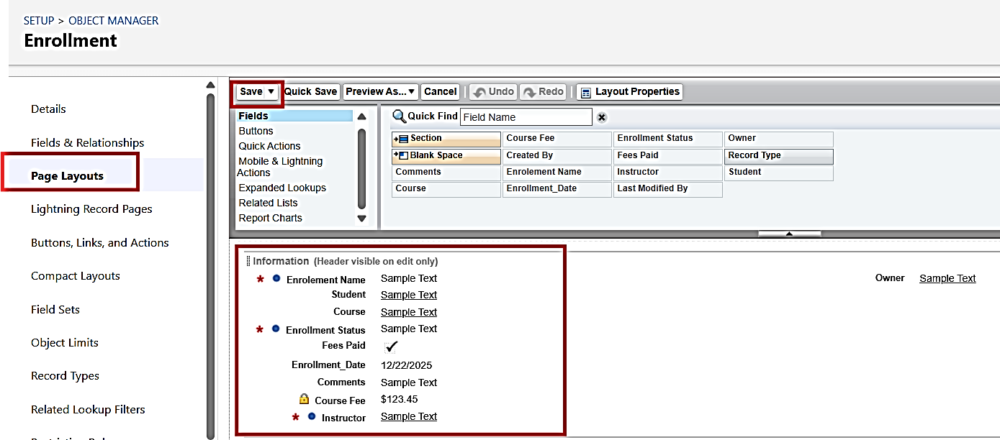 SETUP > OBJECT MANAGER
Enrollment
Details
Fields & Relationships
Page Layouts
Lightning Record Pages
Buttons, Links, and Actions
Compact Layouts
Field Sets
Object Limits
Record Types
Related Lookup Filters
Save Quick Save Preview As... Cancel Undo Redo Layout Properties
Fields
Buttons
Quick Actions
Mobile & Lightning
Actions
Expanded Lookups
Related Lists
Report Charts
Quick Find Field Name
Section Course Fee Enrollment Status Owner
Blank Space Created By Fees Paid Record Type
Comments Enrolement Name Instructor Student
Course Enrollment_Date Last Modified By
Information (Header visible on edit only)
* Enrolement Name Sample Text Owner Sample Text
Student Sample Text
Course Sample Text
* Enrollment Status Sample Text
Fees Paid
Enrollment_Date 12/22/2025
Comments Sample Text
Course Fee $123.45
* Instructor Sample Text